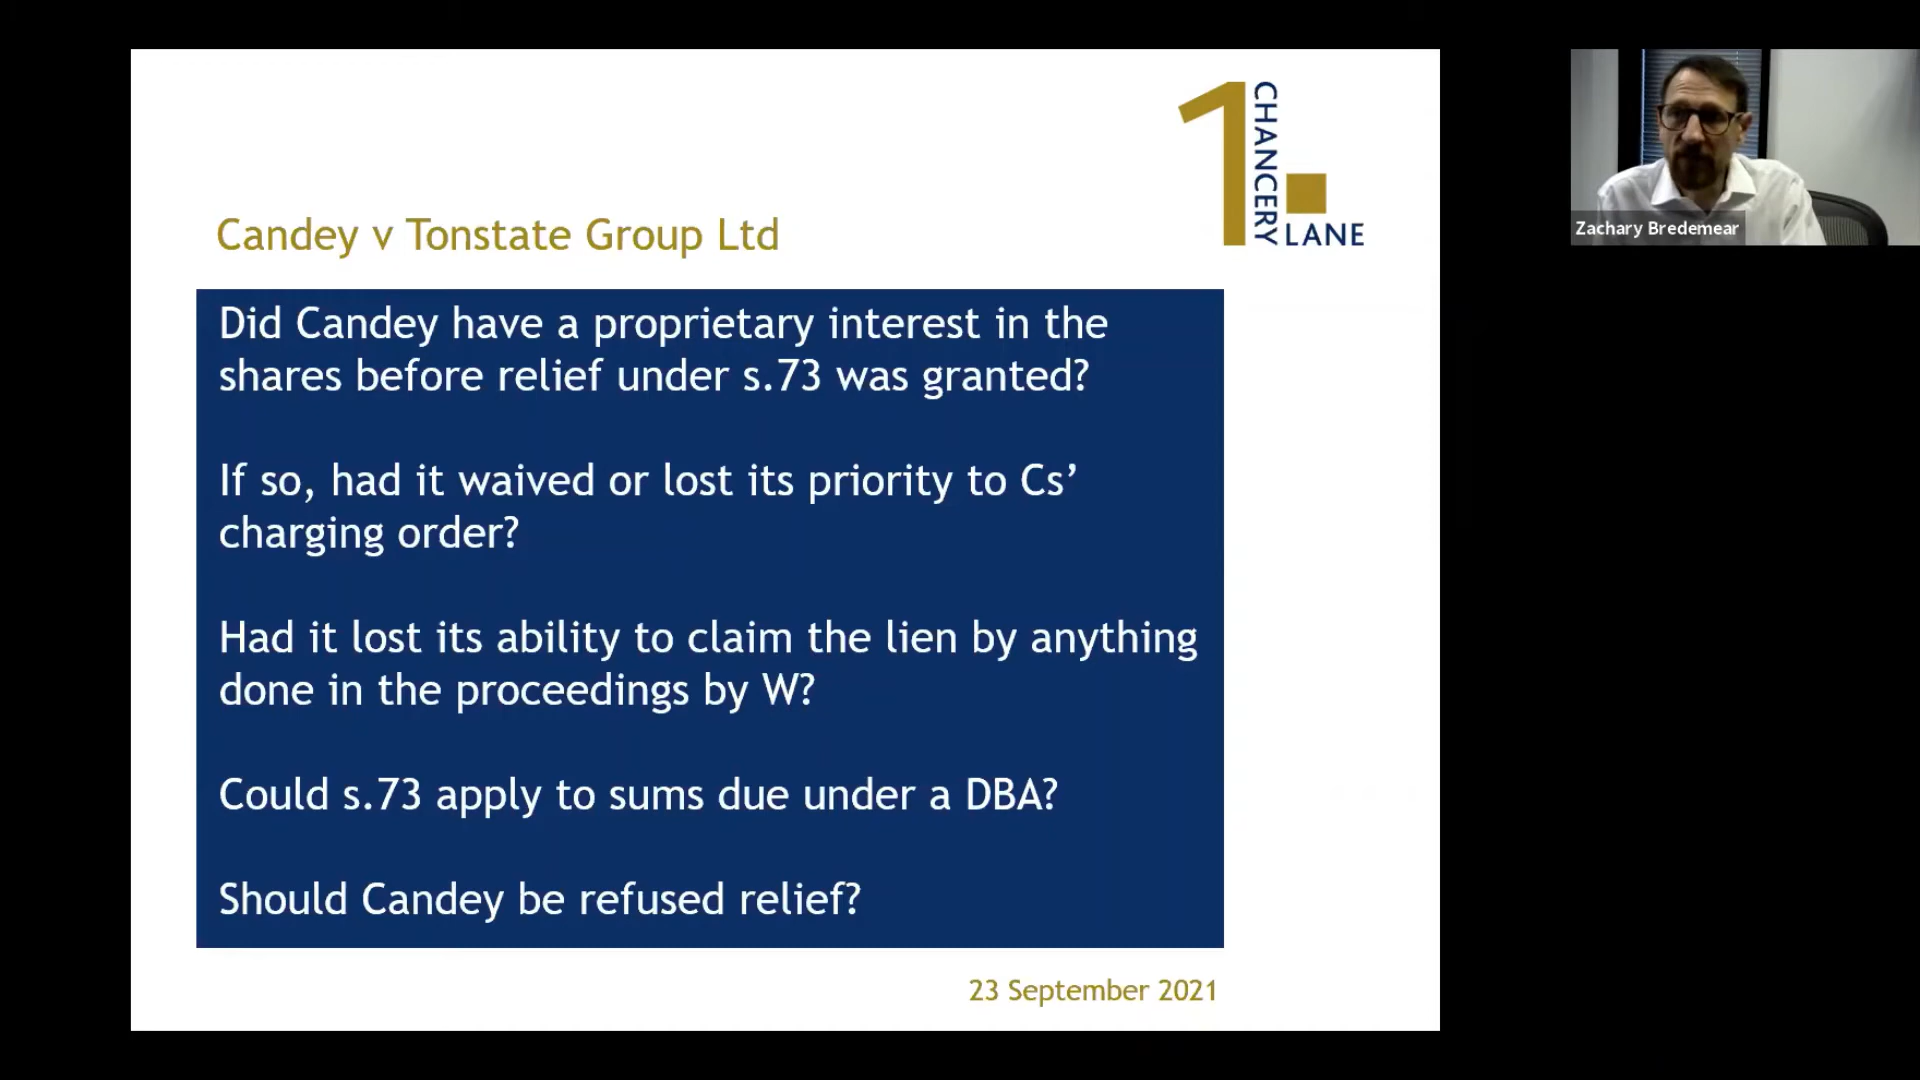 1
CHANCERY
LANE
Candey v Tonstate Group Ltd
Did Candey have a proprietary interest in the
shares before relief under s.73 was granted?
If so, had it waived or lost its priority to Cs’
charging order?
Had it lost its ability to claim the lien by anything
done in the proceedings by W?
Could s.73 apply to sums due under a DBA?
Should Candey be refused relief?
23 September 2021
Zachary Bredemear